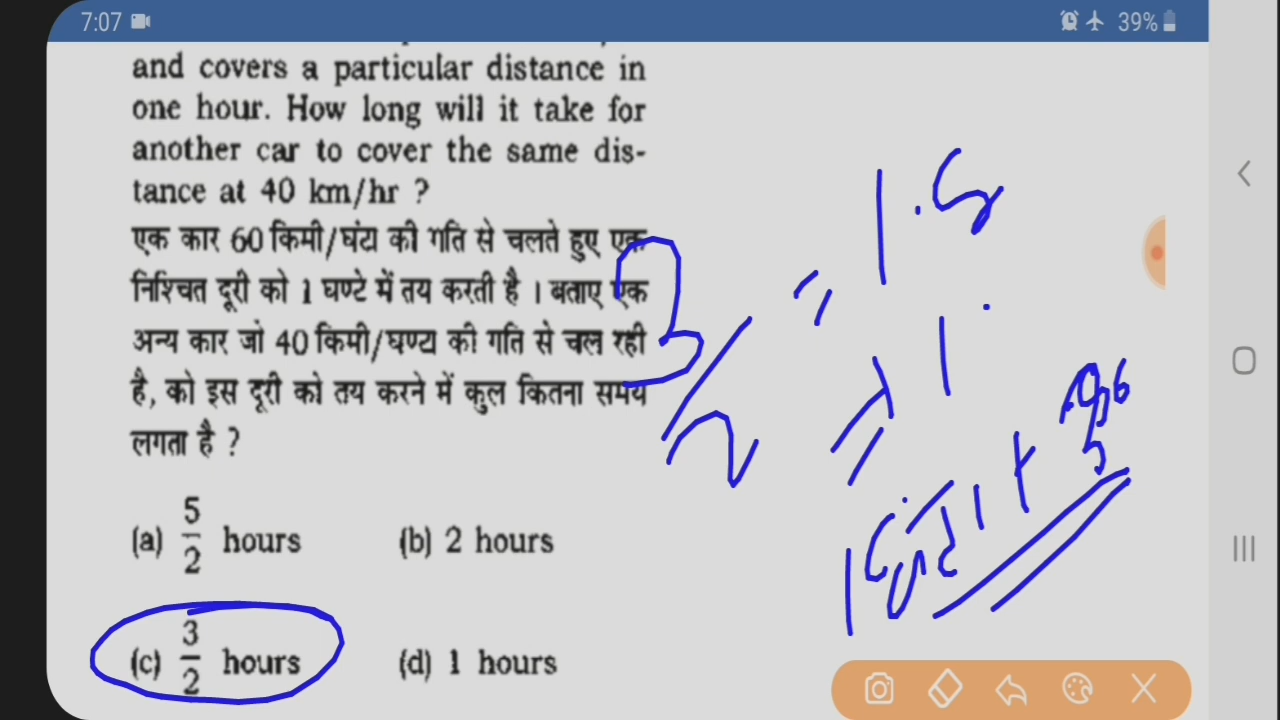 7:07
39%
and covers a particular distance in
one hour. How long will it take for
another car to cover the same dis-
tance at 40 km/hr ?
एक कार 60 किमी/घंटा की गति से चलते हुए एक
निश्चित दूरी को 1 घण्टे में तय करती है । बताए एक
अन्य कार जो 40 किमी/घण्टा की गति से चल रही
है, को इस दूरी को तय करने में कुल कितना समय
लगता है ?
3/2 = 1.5
(a) 5/2 hours (b) 2 hours
(c) 3/2 hours (d) 1 hours